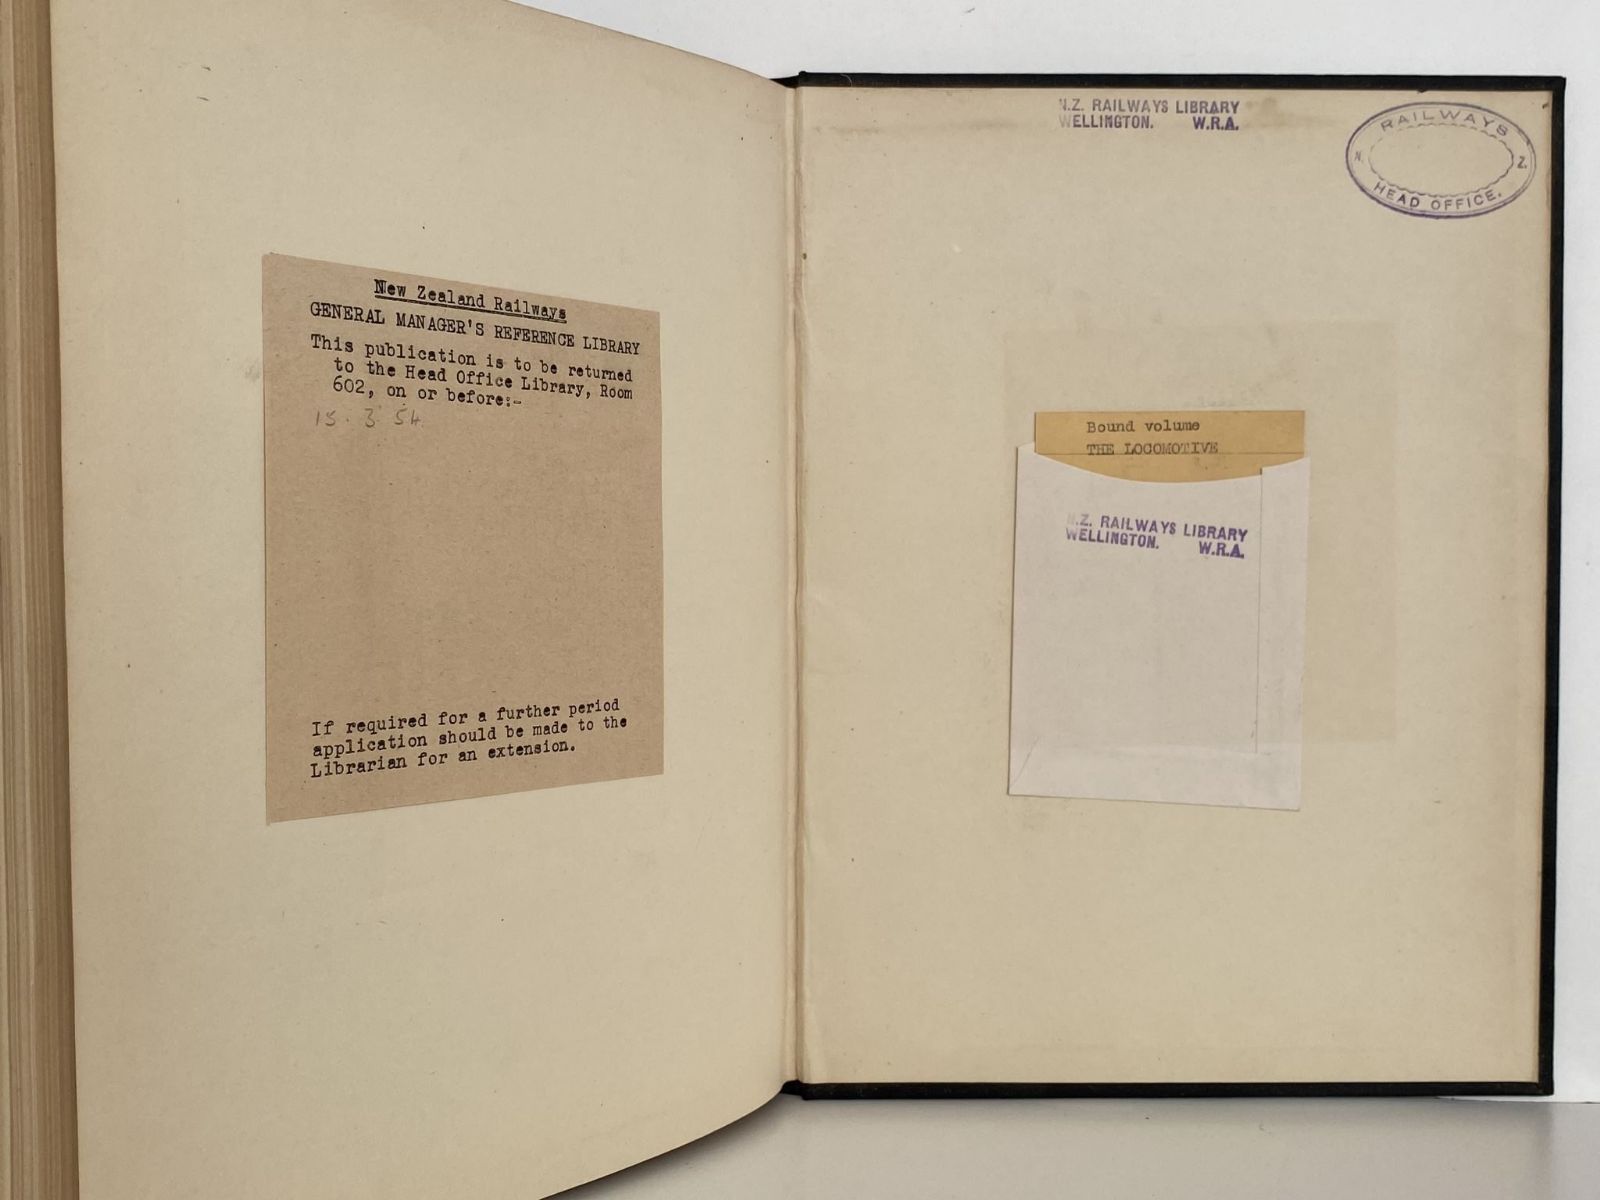 New Zealand Railways
GENERAL MANAGER'S REFERENCE LIBRARY
This publication is to be returned
to the Head Office Library, Room
602, on or before:-
15. 3 54.
If required for a further period
application should be made to the
Librarian for an extension.
N.Z. RAILWAYS LIBRARY
WELLINGTON. W.R.A.
RAILWAYS
N. Z.
HEAD OFFICE.
Bound volume
THE LOCOMOTIVE
N.Z. RAILWAYS LIBRARY
WELLINGTON. W.R.A.